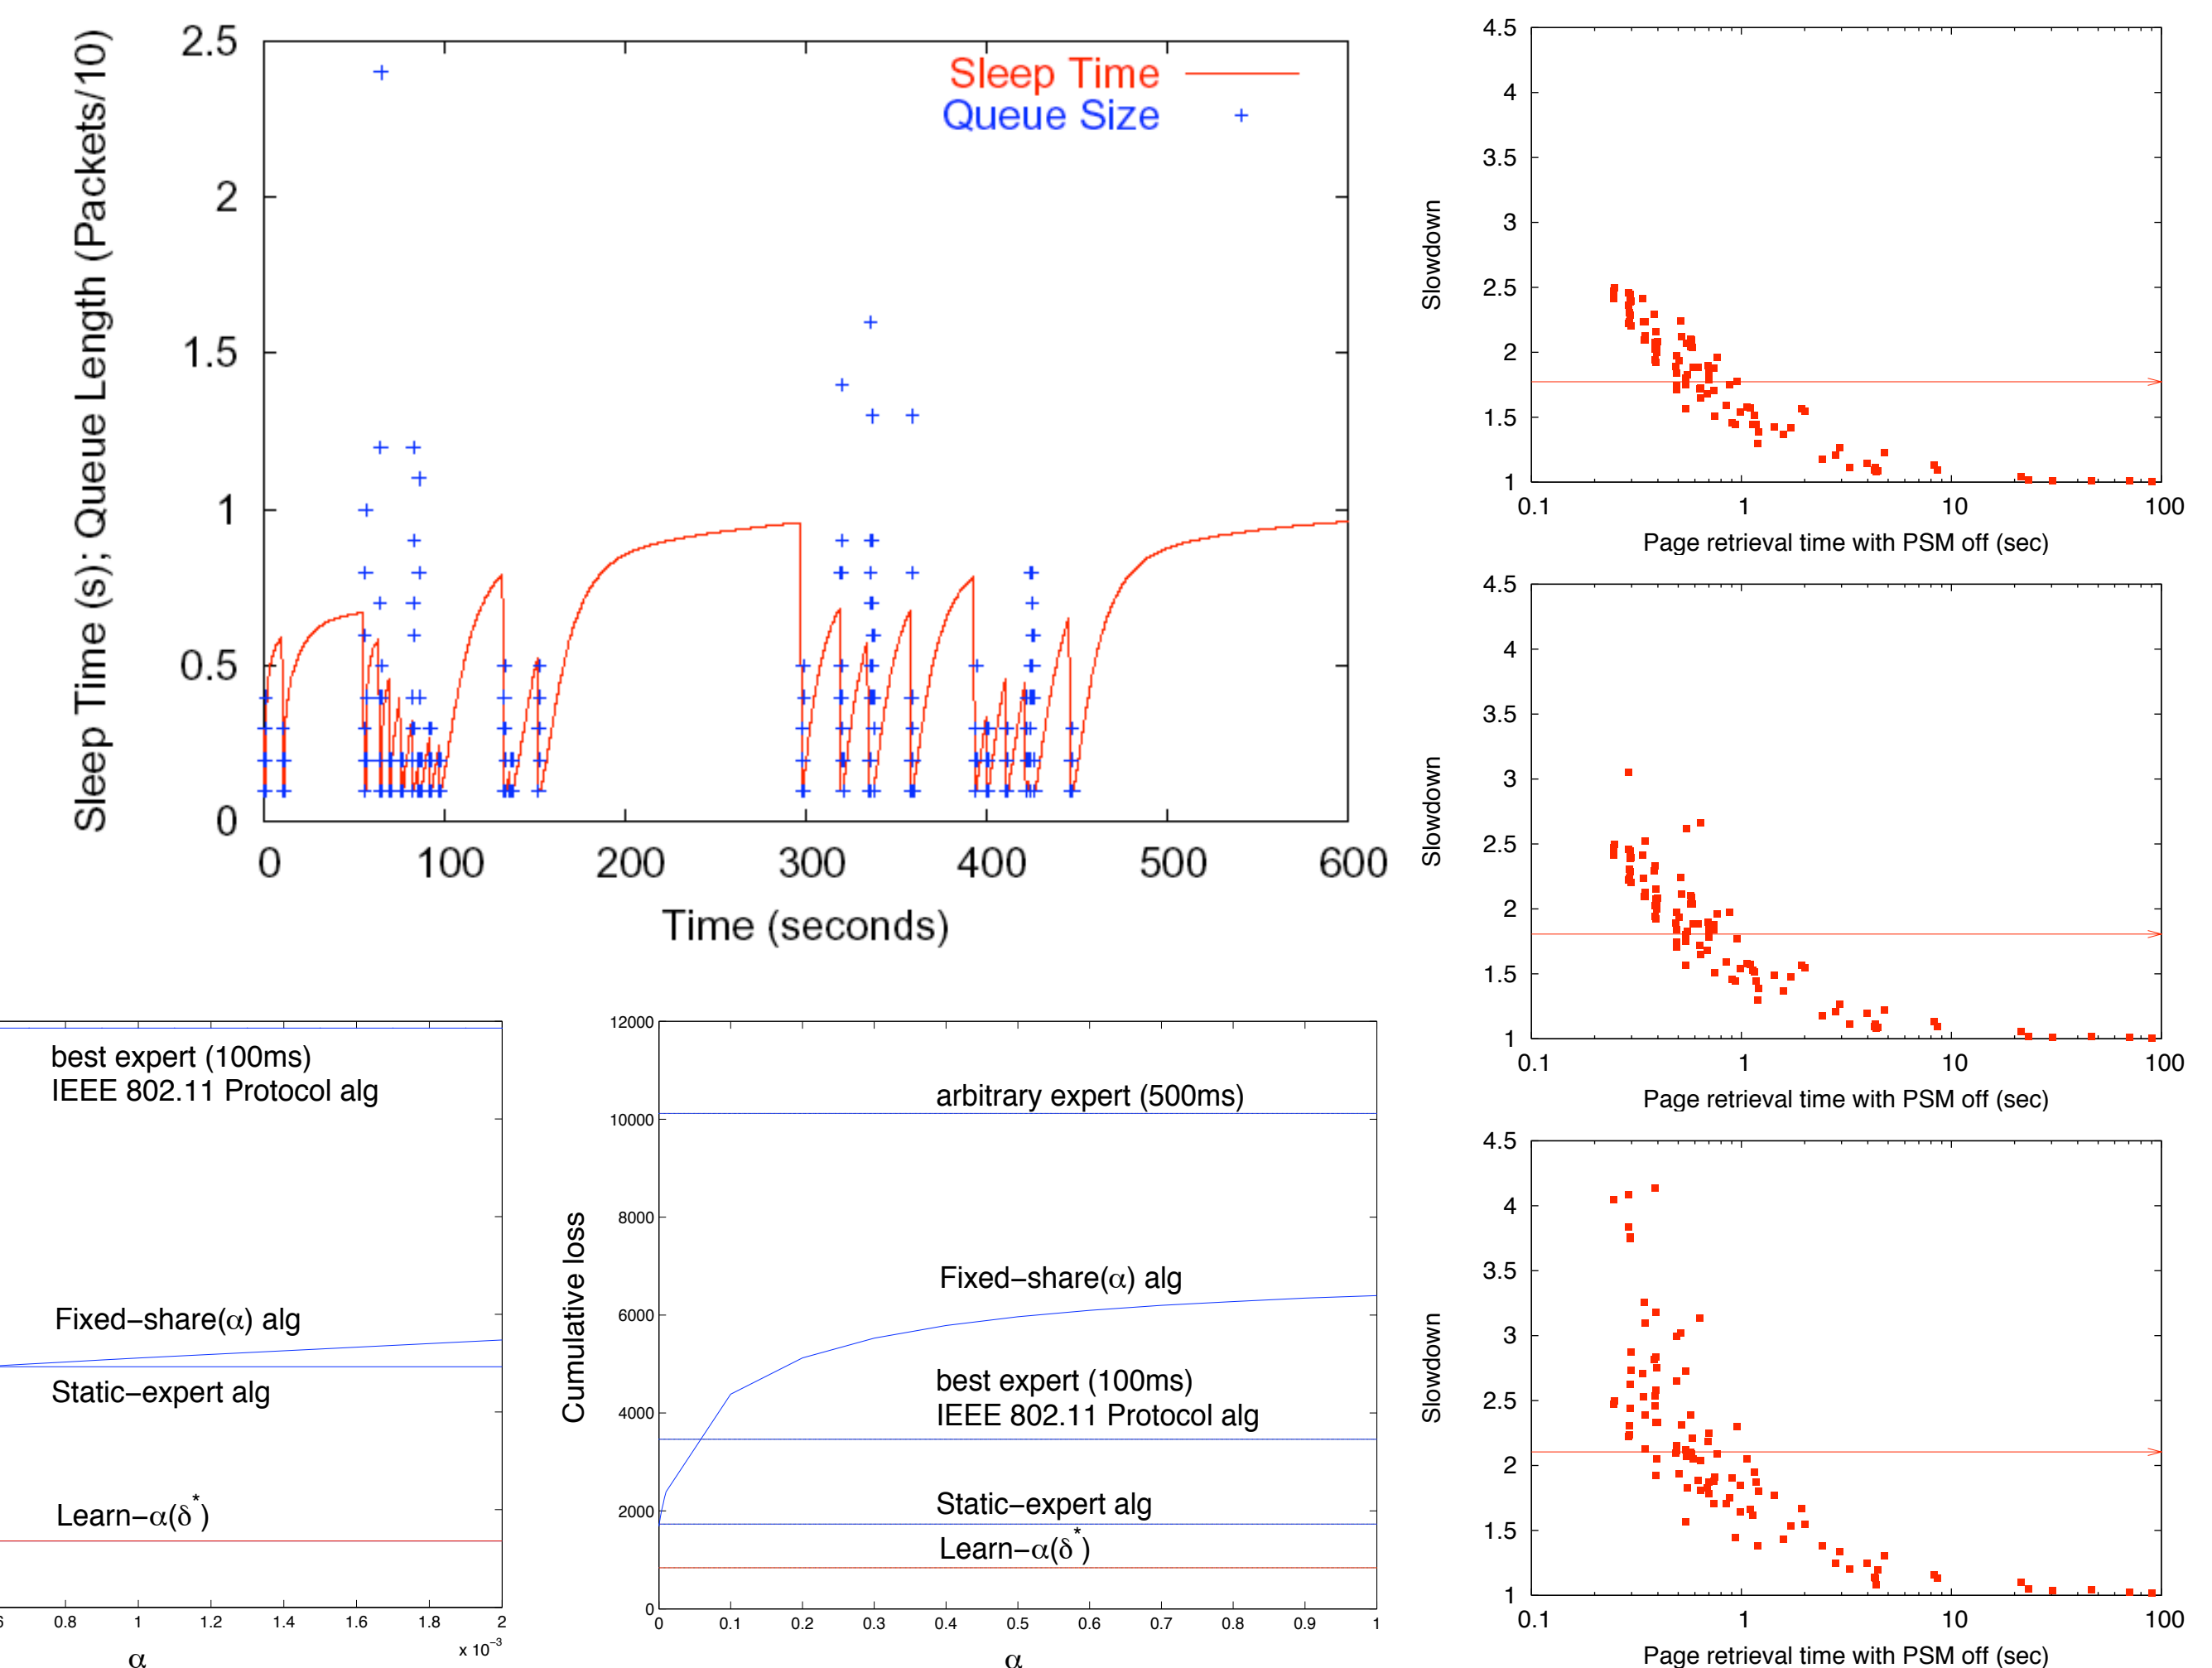 Sleep Time (s); Queue Length (Packets/10)
2.5
2
1.5
1
0.5
0
Sleep Time
Queue Size
0 100 200 300 400 500 600
Time (seconds)
Slowdown
4.5
4
3.5
3
2.5
2
1.5
1
0.1 1 10 100
Page retrieval time with PSM off (sec)
Slowdown
4.5
4
3.5
3
2.5
2
1.5
1
0.1 1 10 100
Page retrieval time with PSM off (sec)
Slowdown
4.5
4
3.5
3
2.5
2
1.5
1
0.1 1 10 100
Page retrieval time with PSM off (sec)
best expert (100ms)
IEEE 802.11 Protocol alg
Fixed−share(α) alg
Static−expert alg
Learn−α(δ*)
0.8 1 1.2 1.4 1.6 1.8 2
x 10−3
α
Cumulative loss
12000
10000
8000
6000
4000
2000
0
arbitrary expert (500ms)
Fixed−share(α) alg
best expert (100ms)
IEEE 802.11 Protocol alg
Static−expert alg
Learn−α(δ*)
0 0.1 0.2 0.3 0.4 0.5 0.6 0.7 0.8 0.9 1
α